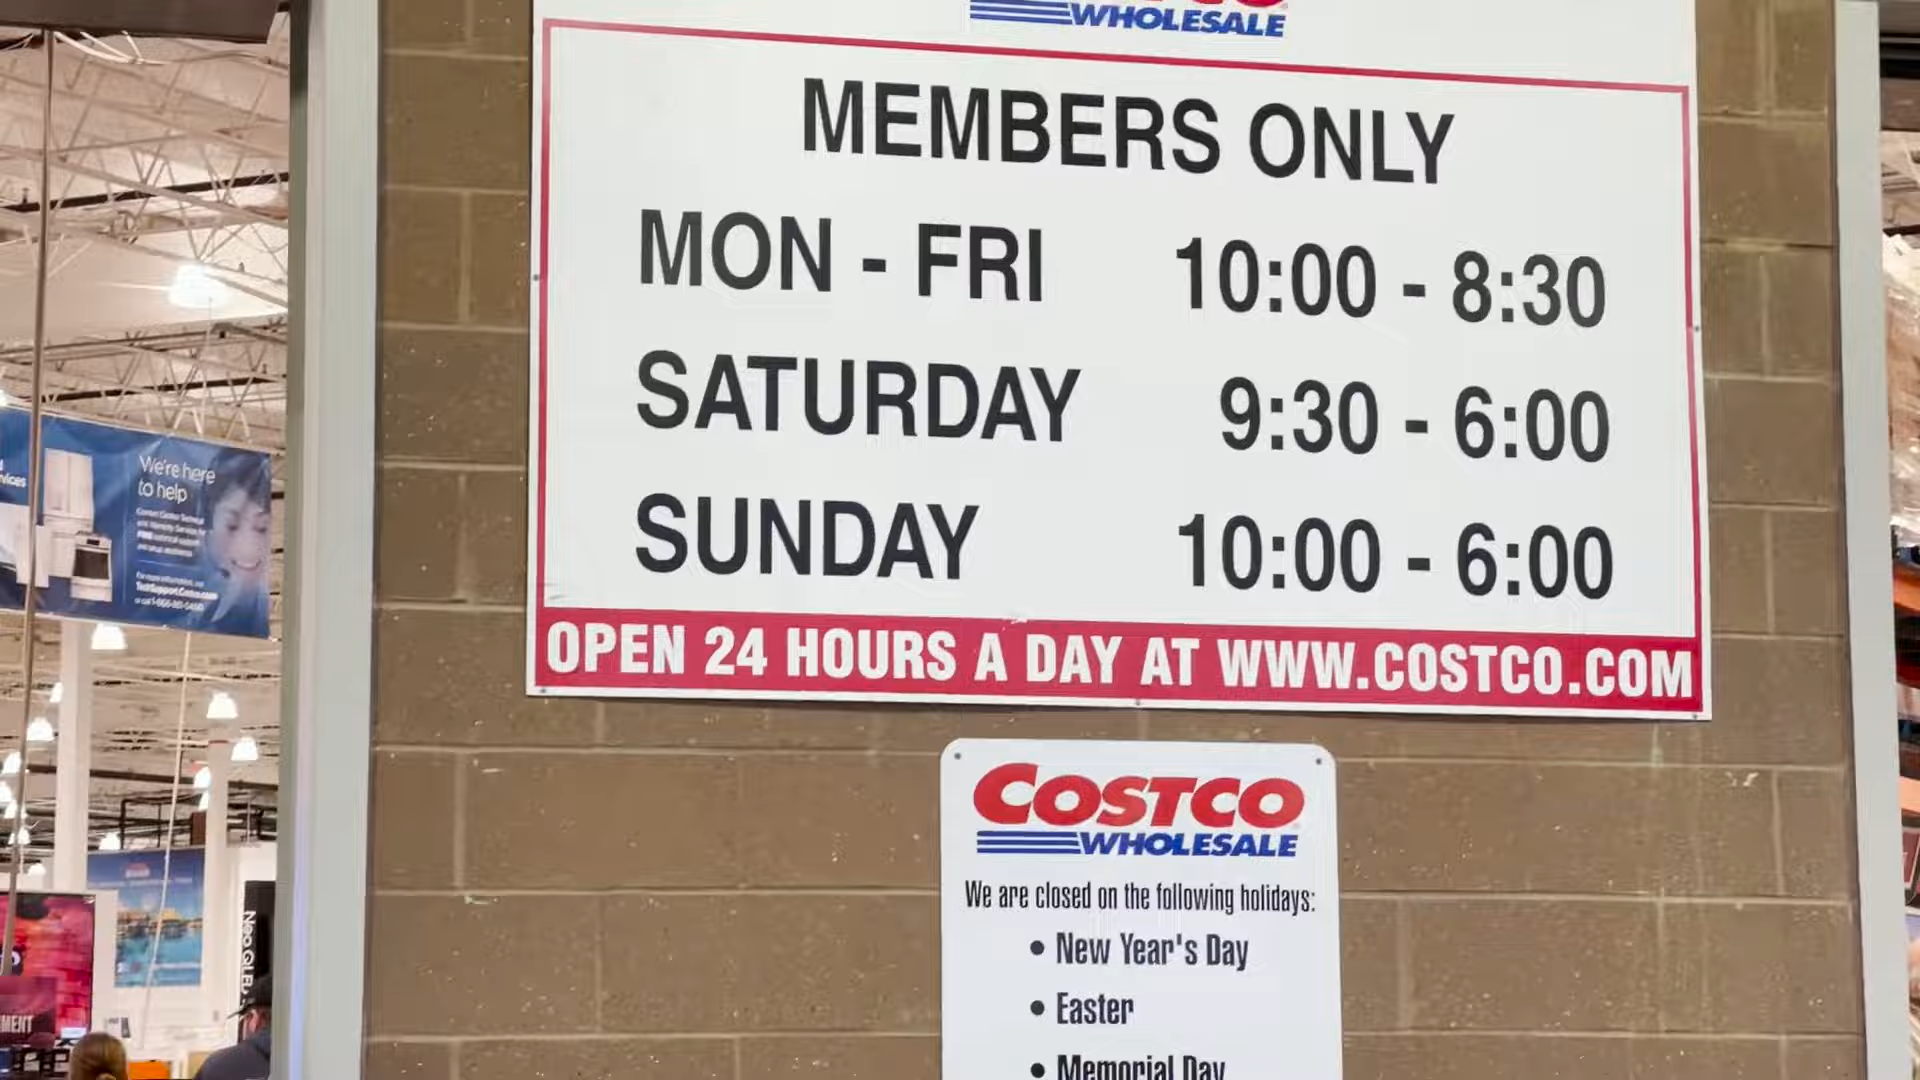 WHOLESALE
MEMBERS ONLY
MON - FRI 10:00 - 8:30
SATURDAY 9:30 - 6:00
SUNDAY 10:00 - 6:00
OPEN 24 HOURS A DAY AT WWW.COSTCO.COM
COSTCO
WHOLESALE
We are closed on the following holidays:
• New Year's Day
• Easter
• Memorial Day
We're here
to help